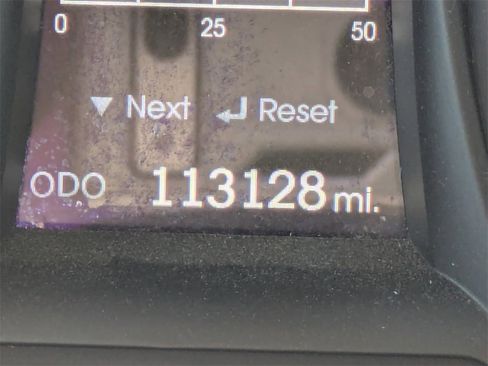 0 25 50
▼ Next ↵ Reset
ODO 113128 mi.